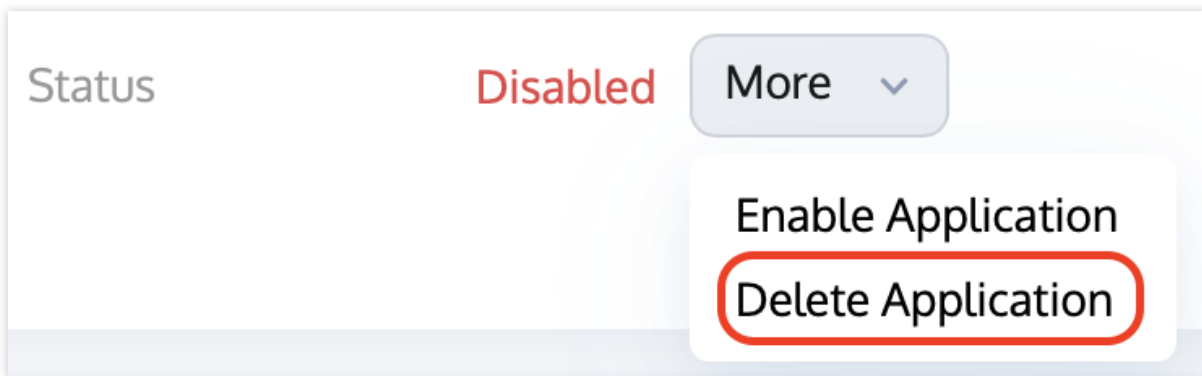 Status Disabled More
Enable Application
Delete Application